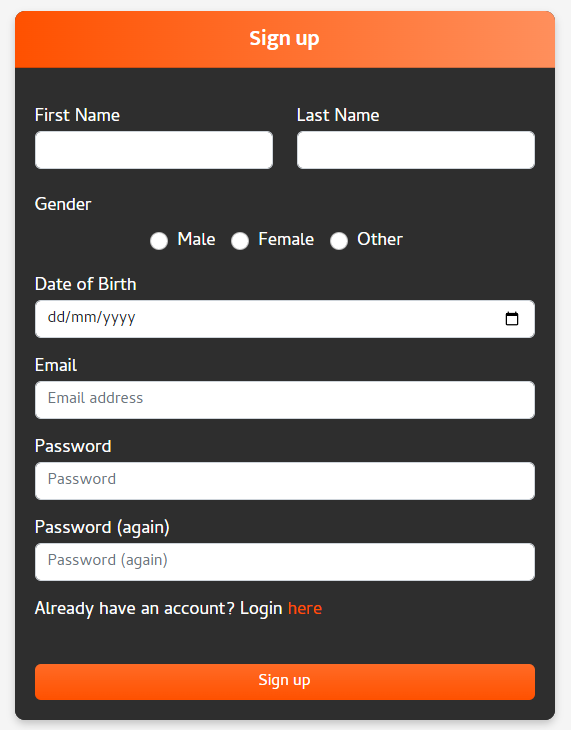 Sign up
First Name Last Name
Gender
Male Female Other
Date of Birth
dd/mm/yyyy
Email
Email address
Password
Password
Password (again)
Password (again)
Already have an account? Login here
Sign up